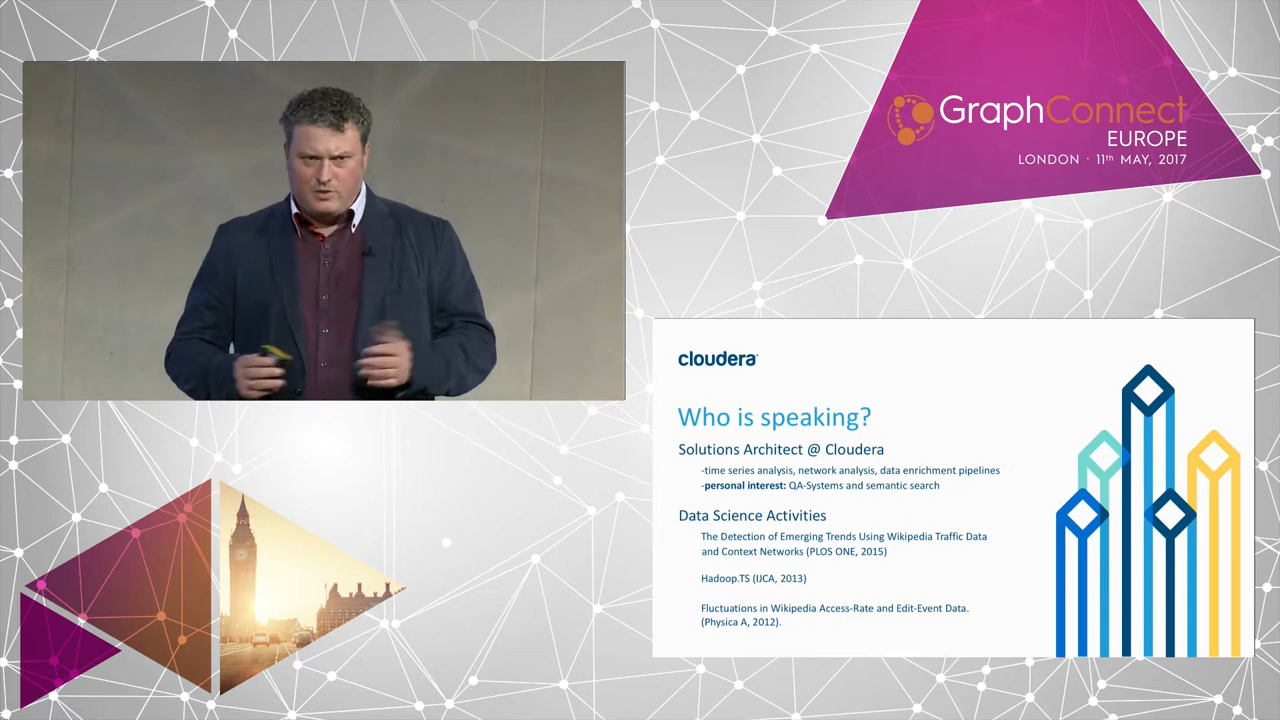 GraphConnect
EUROPE
LONDON · 11th MAY, 2017
cloudera
Who is speaking?
Solutions Architect @ Cloudera
-time series analysis, network analysis, data enrichment pipelines
-personal interest: QA-Systems and semantic search
Data Science Activities
The Detection of Emerging Trends Using Wikipedia Traffic Data
and Context Networks (PLOS ONE, 2015)
Hadoop.TS (IJCA, 2013)
Fluctuations in Wikipedia Access-Rate and Edit-Event Data.
(Physica A, 2012).